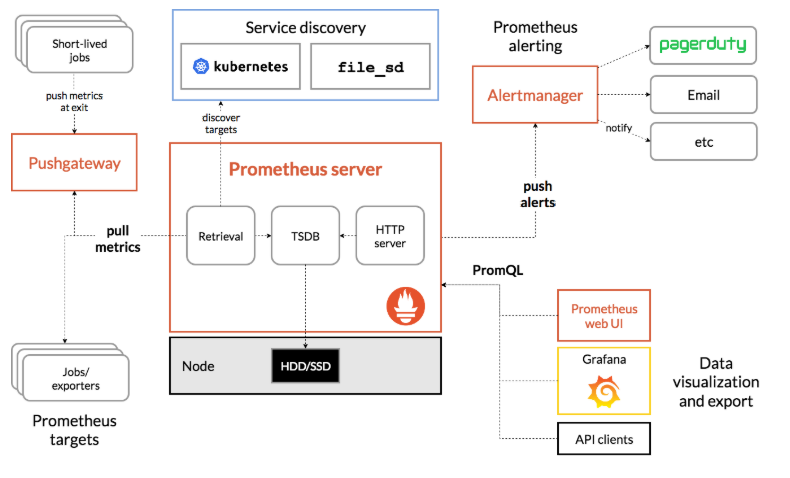 Short-lived
jobs
push metrics
at exit
Pushgateway
pull
metrics
Jobs/
exporters
Prometheus
targets
Service discovery
kubernetes
file_sd
discover
targets
Prometheus server
Retrieval
TSDB
HTTP
server
Node
HDD/SSD
Prometheus
alerting
Alertmanager
pagerduty
Email
notify
etc
push
alerts
PromQL
Prometheus
web UI
Grafana
API clients
Data
visualization
and export